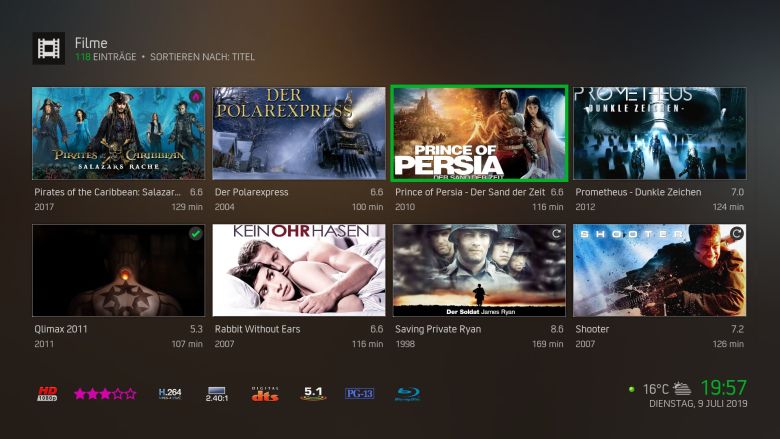 Filme
118 EINTRÄGE • SORTIEREN NACH: TITEL
PIRATES of the CARIBBEAN
SALAZARS RACHE
DER
POLAREXPRESS
PRINCE OF
PERSIA
DER SAND DER ZEIT
PROMETHEUS
- DUNKLE ZEICHEN -
Pirates of the Caribbean: Salazar... 6.6
2017 129 min
Der Polarexpress 6.6
2004 100 min
Prince of Persia - Der Sand der Zeit 6.6
2010 116 min
Prometheus - Dunkle Zeichen 7.0
2012 124 min
KEINOHRHASEN
Der Soldat James Ryan
SHOOTER
Qlimax 2011 5.3
2011 107 min
Rabbit Without Ears 6.6
2007 116 min
Saving Private Ryan 8.6
1998 169 min
Shooter 7.2
2007 126 min
HD
1080p
H.264
2.40:1
DIGITAL
dts
5.1
PG-13
Blu-ray Disc
16°C 19:57
DIENSTAG, 9 JULI 2019